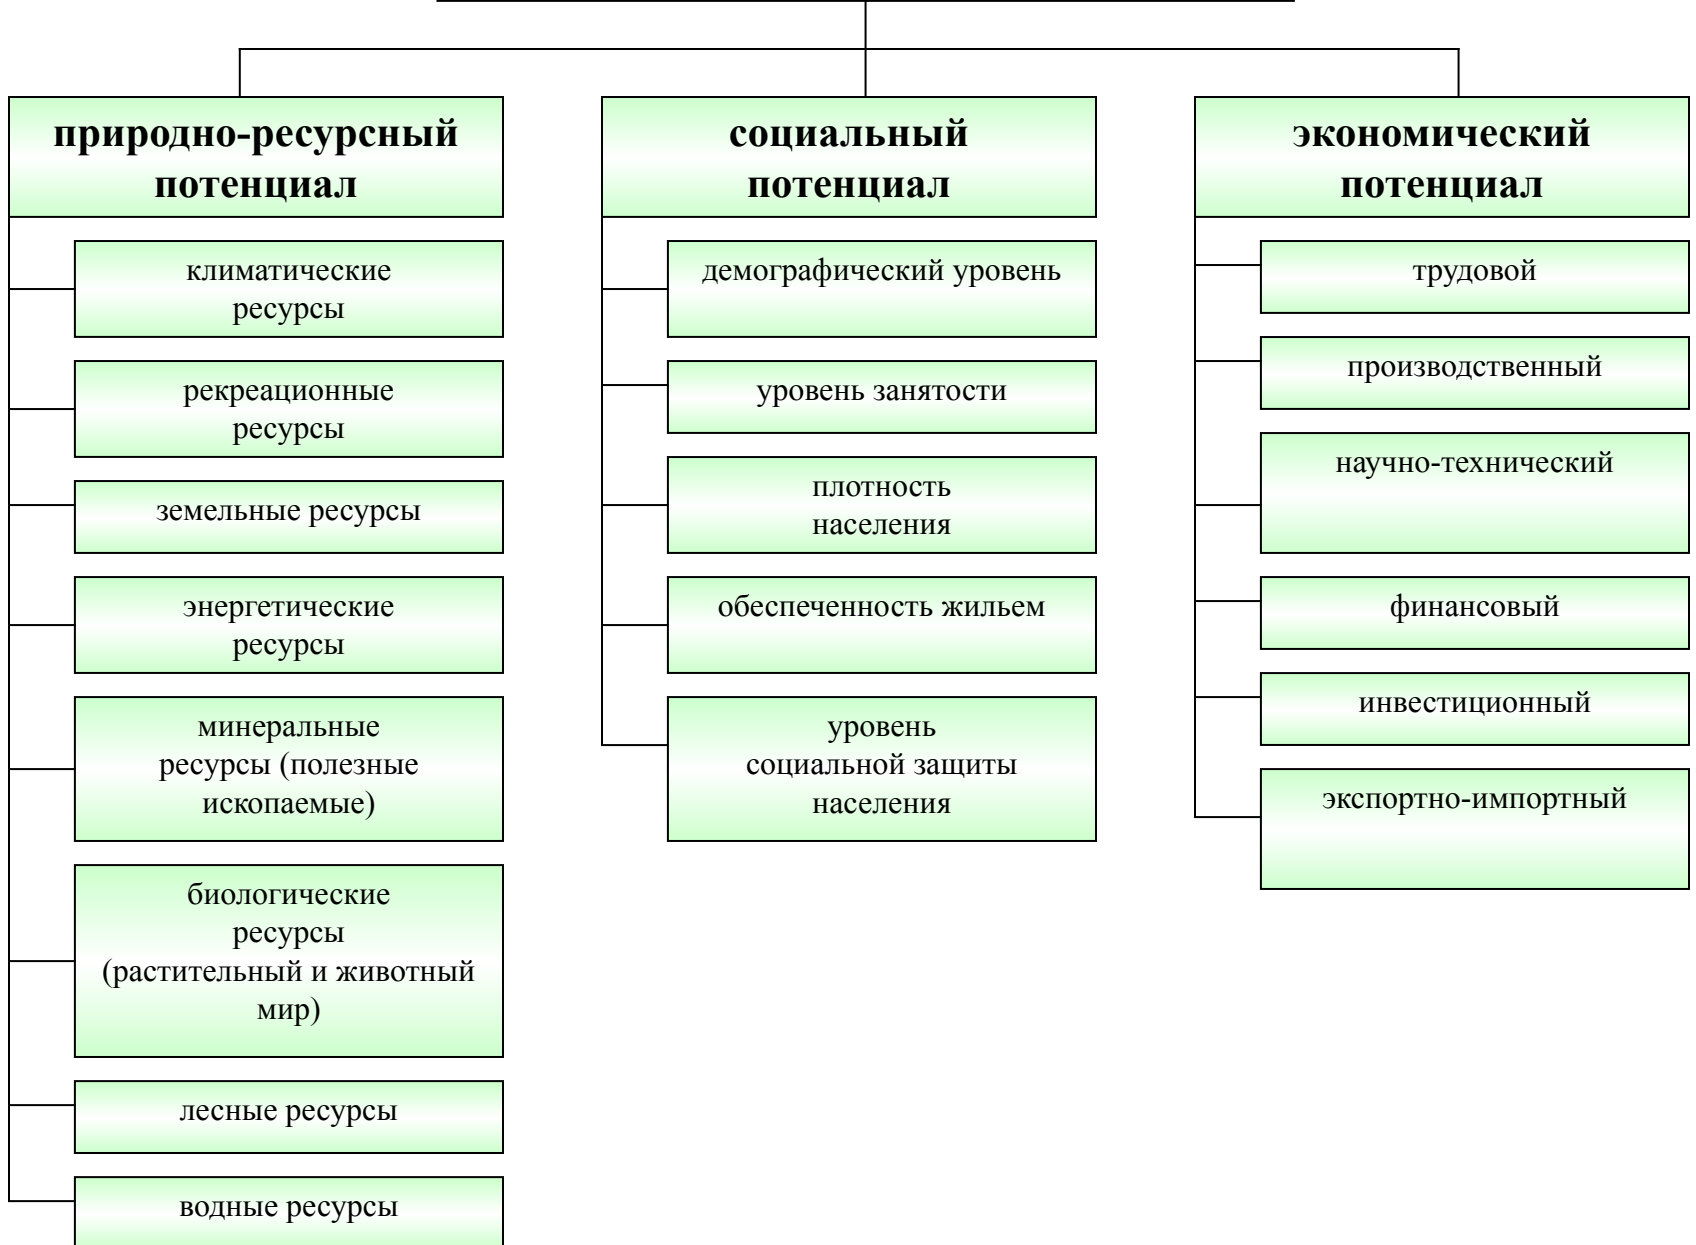 природно-ресурсный
потенциал
климатические
ресурсы
рекреационные
ресурсы
земельные ресурсы
энергетические
ресурсы
минеральные
ресурсы (полезные
ископаемые)
биологические
ресурсы
(растительный и животный
мир)
лесные ресурсы
водные ресурсы
социальный
потенциал
демографический уровень
уровень занятости
плотность
населения
обеспеченность жильем
уровень
социальной защиты
населения
экономический
потенциал
трудовой
производственный
научно-технический
финансовый
инвестиционный
экспортно-импортный